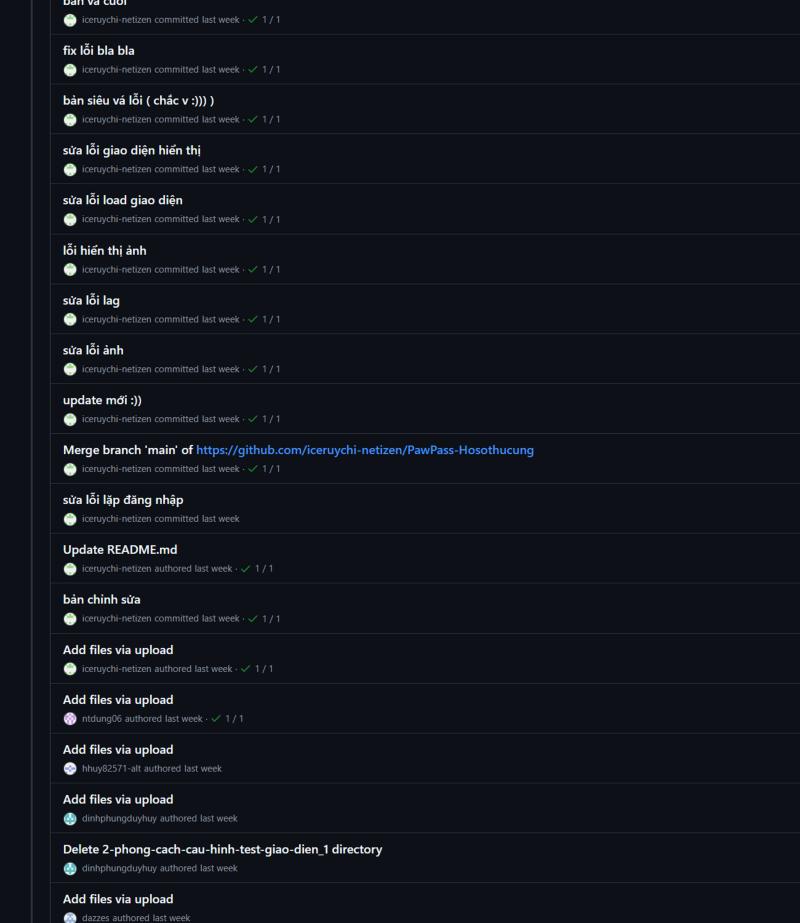 bản vá cuối
iceruychi-netizen committed last week · ✓ 1 / 1
fix lỗi bla bla
iceruychi-netizen committed last week · ✓ 1 / 1
bản siêu vá lỗi ( chắc v :))) )
iceruychi-netizen committed last week · ✓ 1 / 1
sửa lỗi giao diện hiển thị
iceruychi-netizen committed last week · ✓ 1 / 1
sửa lỗi load giao diện
iceruychi-netizen committed last week · ✓ 1 / 1
lỗi hiển thị ảnh
iceruychi-netizen committed last week · ✓ 1 / 1
sửa lỗi lag
iceruychi-netizen committed last week · ✓ 1 / 1
sửa lỗi ảnh
iceruychi-netizen committed last week · ✓ 1 / 1
update mới :))
iceruychi-netizen committed last week · ✓ 1 / 1
Merge branch 'main' of https://github.com/iceruychi-netizen/PawPass-Hosothucung
iceruychi-netizen committed last week · ✓ 1 / 1
sửa lỗi lặp đăng nhập
iceruychi-netizen committed last week
Update README.md
iceruychi-netizen authored last week · ✓ 1 / 1
bản chỉnh sửa
iceruychi-netizen committed last week · ✓ 1 / 1
Add files via upload
iceruychi-netizen authored last week · ✓ 1 / 1
Add files via upload
ntdung06 authored last week · ✓ 1 / 1
Add files via upload
hhuy82571-alt authored last week
Add files via upload
dinhphungduyhuy authored last week
Delete 2-phong-cach-cau-hinh-test-giao-dien_1 directory
dinhphungduyhuy authored last week
Add files via upload
dazzes authored last week